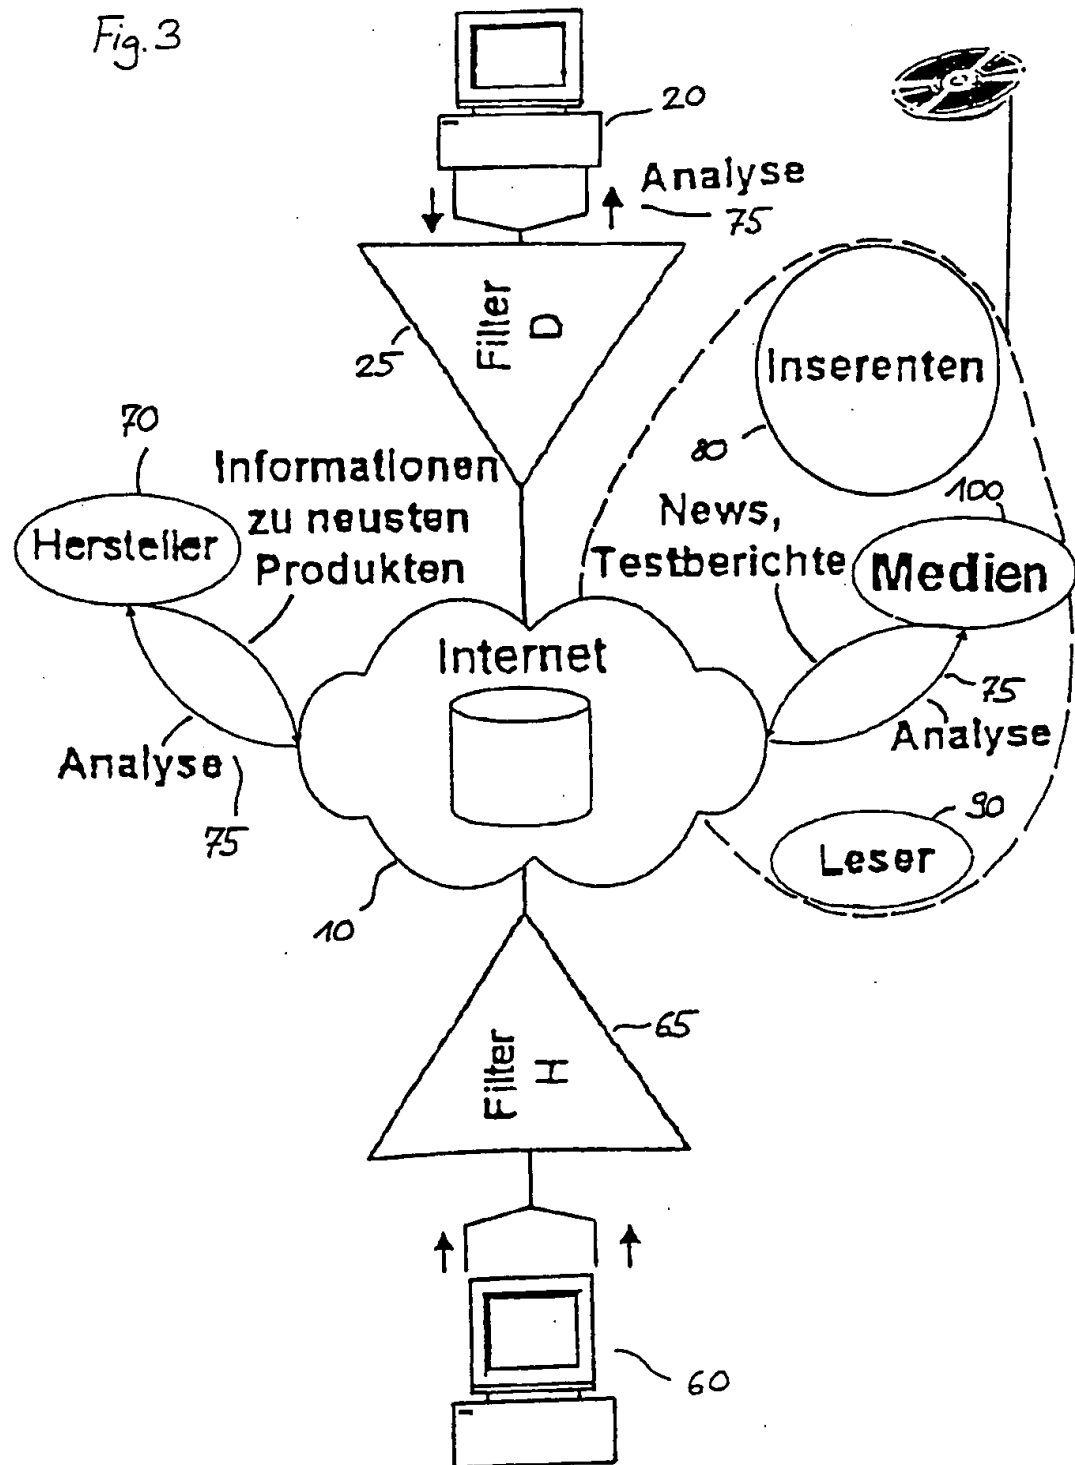 Fig. 3
20
Analyse
75
Filter
D
25
Inserenten
80
70
Hersteller
Informationen
zu neusten
Produkten
News,
Testberichte
100
Medien
Internet
Analyse
75
75
Analyse
90
Leser
10
65
Filter
H
60